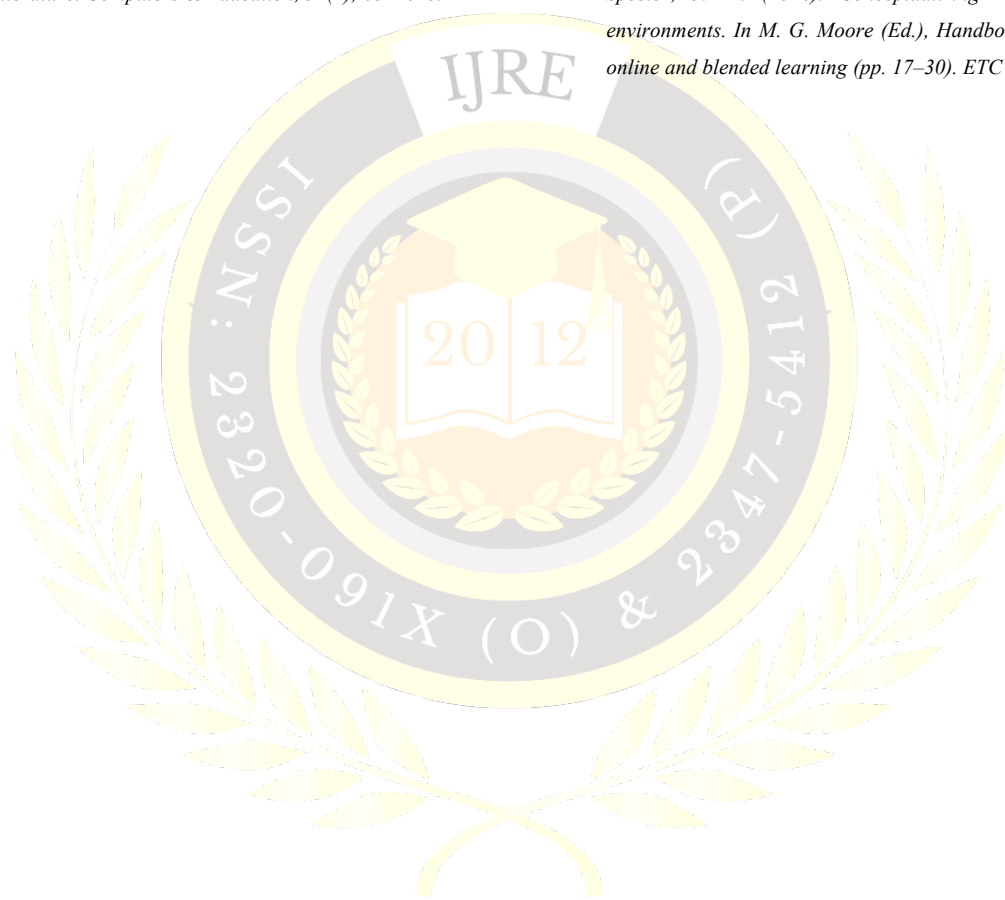 environments. In M. G. Moore (Ed.), Handbo
online and blended learning (pp. 17–30). ETC
IJRE
ISSN: 2320-091X (O) & 2347-5412 (P)
20 12